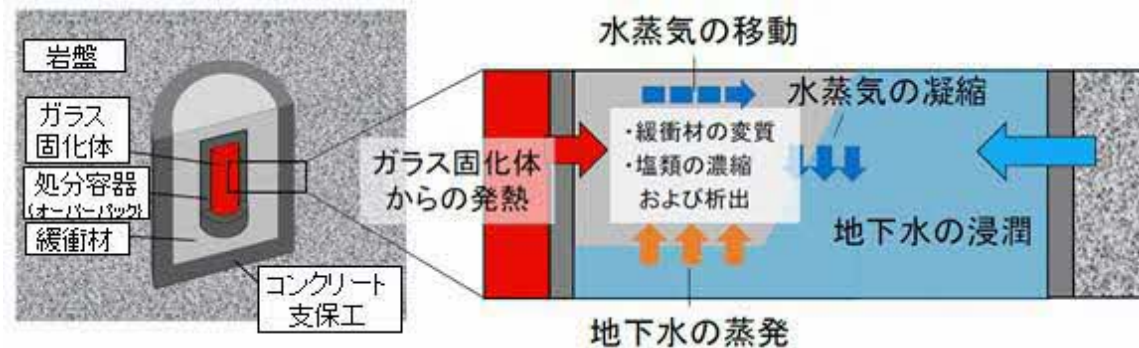 岩盤
ガラス
固化体
処分容器
(オーバーパック)
緩衝材
コンクリート
支保工
水蒸気の移動
水蒸気の凝縮
・緩衝材の変質
・塩類の濃縮
および析出
ガラス固化体
からの発熱
地下水の浸潤
地下水の蒸発